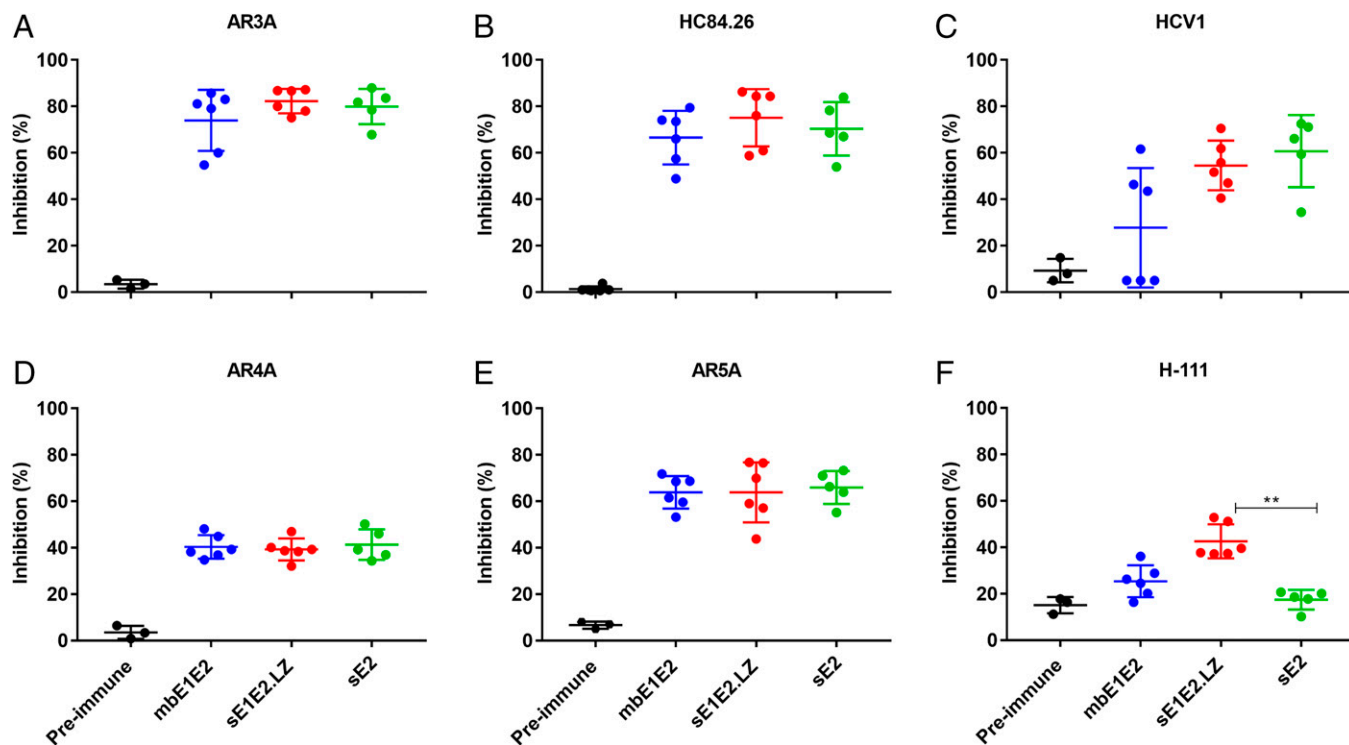 A AR3A
Inhibition (%)
100
80
60
40
20
0
B HC84.26
Inhibition (%)
100
80
60
40
20
0
C HCV1
Inhibition (%)
100
80
60
40
20
0
D AR4A
Inhibition (%)
100
80
60
40
20
0
Pre-immune
mbE1E2
sE1E2.LZ
sE2
E AR5A
Inhibition (%)
100
80
60
40
20
0
Pre-immune
mbE1E2
sE1E2.LZ
sE2
F H-111
Inhibition (%)
100
80
60
40
20
0
**
Pre-immune
mbE1E2
sE1E2.LZ
sE2